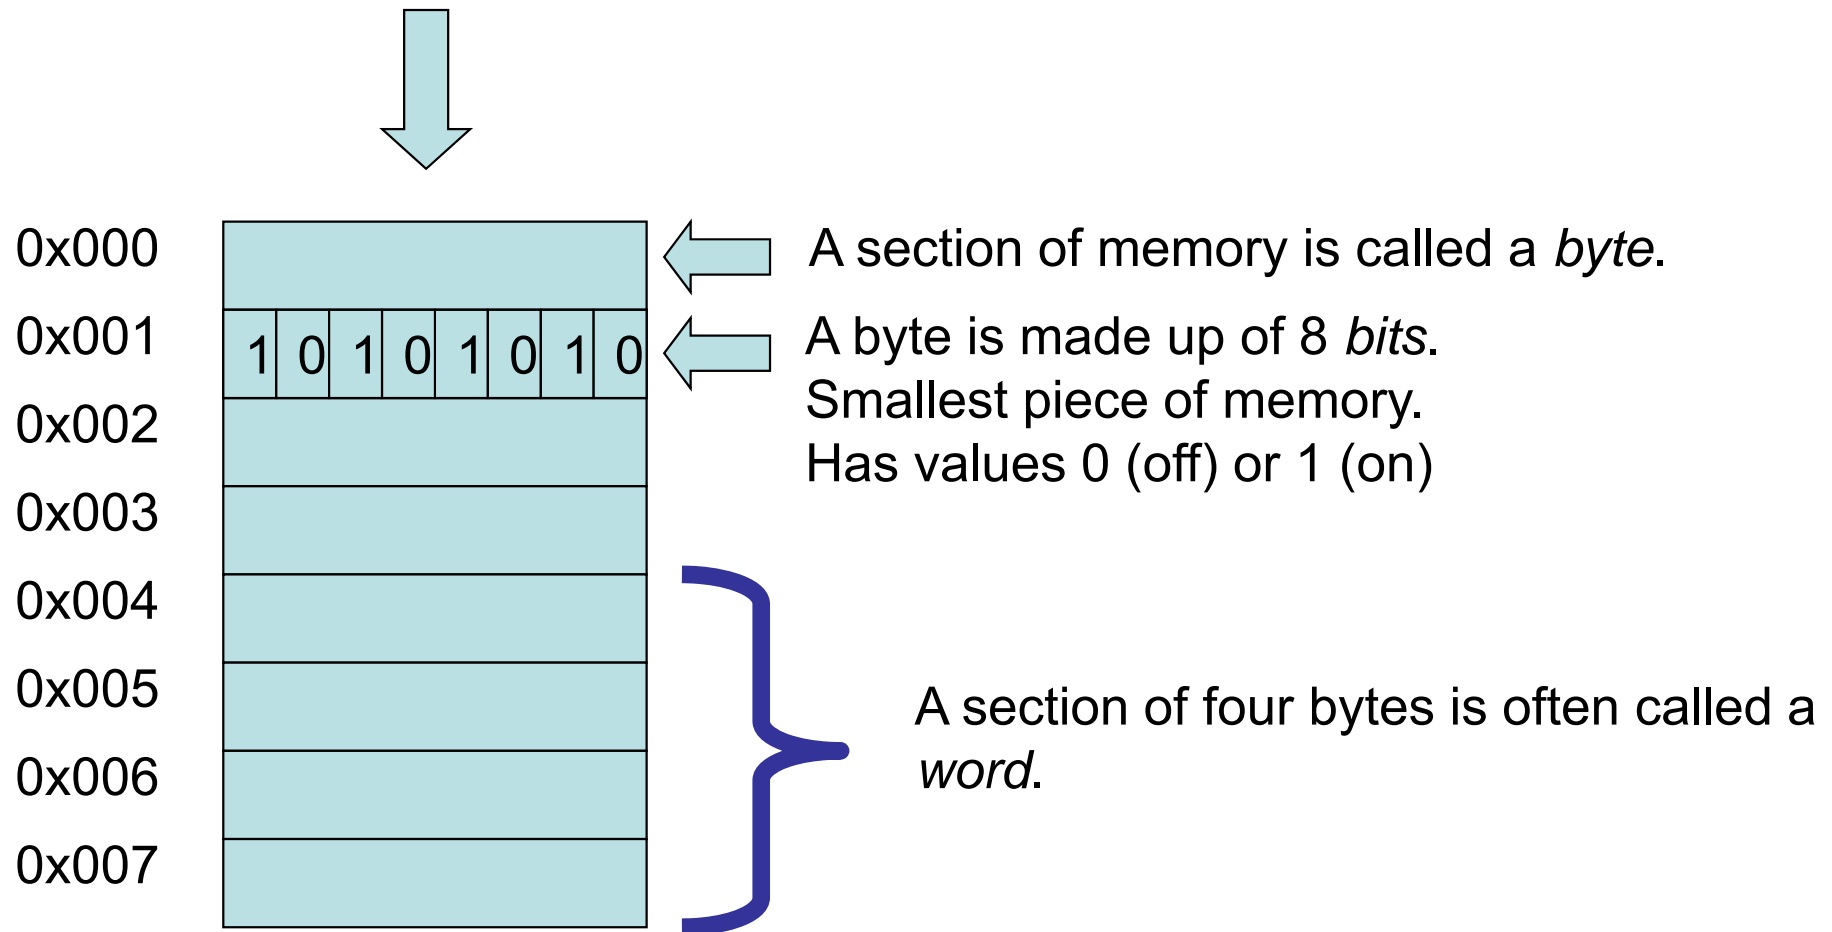 0x000
A section of memory is called a byte.
0x001
1 0 1 0 1 0 1 0
A byte is made up of 8 bits.
Smallest piece of memory.
Has values 0 (off) or 1 (on)
0x002
0x003
0x004
0x005
0x006
0x007
A section of four bytes is often called a
word.